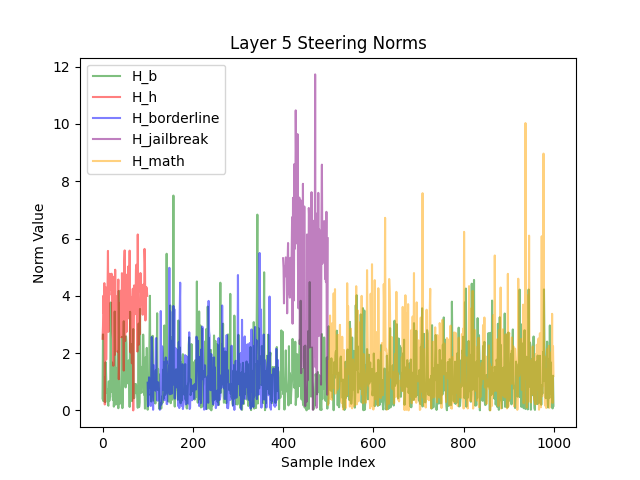 Layer 5 Steering Norms
H_b
H_h
H_borderline
H_jailbreak
H_math
Norm Value
12
10
8
6
4
2
0
0 200 400 600 800 1000
Sample Index